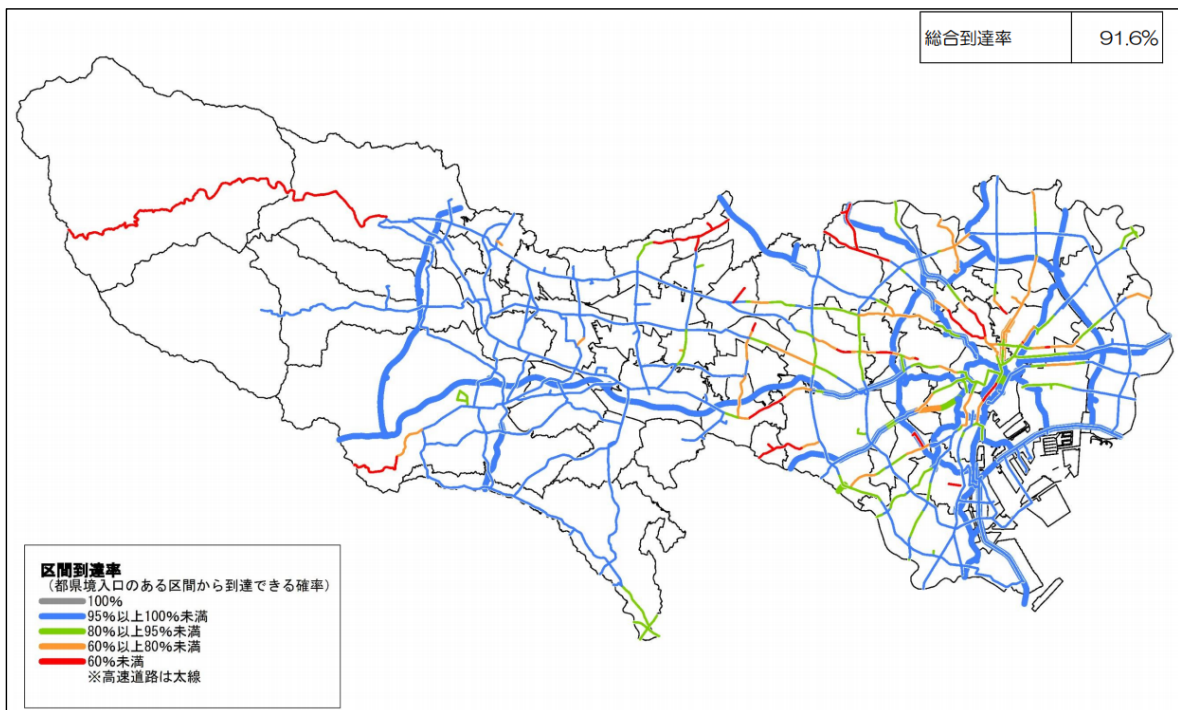 総合到達率 91.6%
区間到達率
（都県境入口のある区間から到達できる確率）
100%
95%以上100%未満
80%以上95%未満
60%以上80%未満
60%未満
※高速道路は太線